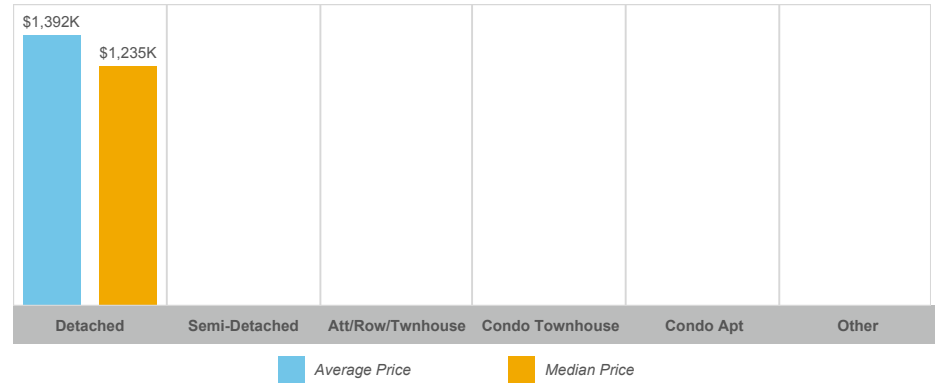 $1,392K
$1,235K
Detached Semi-Detached Att/Row/Twnhouse Condo Townhouse Condo Apt Other
Average Price Median Price